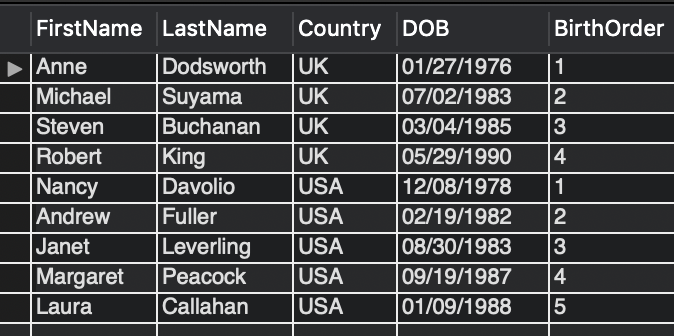 FirstName LastName Country DOB BirthOrder
Anne Dodsworth UK 01/27/1976 1
Michael Suyama UK 07/02/1983 2
Steven Buchanan UK 03/04/1985 3
Robert King UK 05/29/1990 4
Nancy Davolio USA 12/08/1978 1
Andrew Fuller USA 02/19/1982 2
Janet Leverling USA 08/30/1983 3
Margaret Peacock USA 09/19/1987 4
Laura Callahan USA 01/09/1988 5